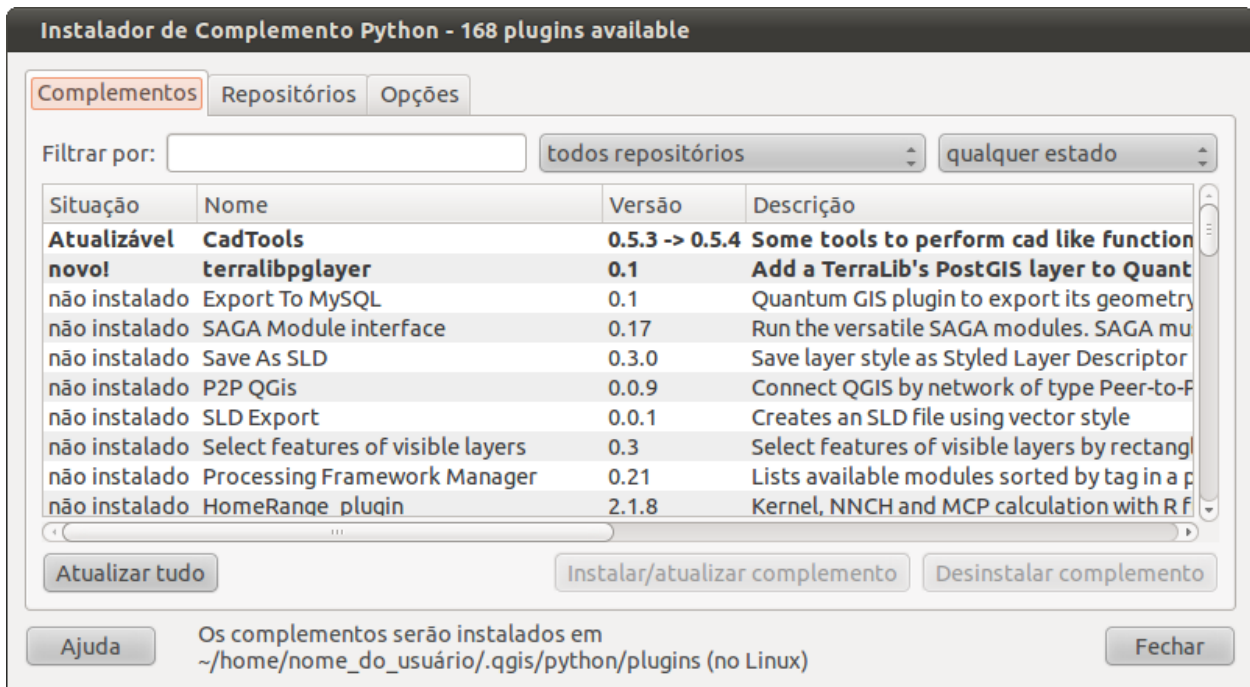 Instalador de Complemento Python - 168 plugins available
Complementos Repositórios Opções
Filtrar por: todos repositórios qualquer estado
Situação Nome Versão Descrição
Atualizável CadTools 0.5.3 -> 0.5.4 Some tools to perform cad like function
novo! terralibpglayer 0.1 Add a TerraLib's PostGIS layer to Quant
não instalado Export To MySQL 0.1 Quantum GIS plugin to export its geometry
não instalado SAGA Module interface 0.17 Run the versatile SAGA modules. SAGA mu
não instalado Save As SLD 0.3.0 Save layer style as Styled Layer Descriptor
não instalado P2P QGis 0.0.9 Connect QGIS by network of type Peer-to-P
não instalado SLD Export 0.0.1 Creates an SLD file using vector style
não instalado Select features of visible layers 0.3 Select features of visible layers by rectangl
não instalado Processing Framework Manager 0.21 Lists available modules sorted by tag in a p
não instalado HomeRange_plugin 2.1.8 Kernel, NNCH and MCP calculation with R f
Atualizar tudo Instalar/atualizar complemento Desinstalar complemento
Ajuda Os complementos serão instalados em
~/home/nome_do_usuário/.qgis/python/plugins (no Linux) Fechar